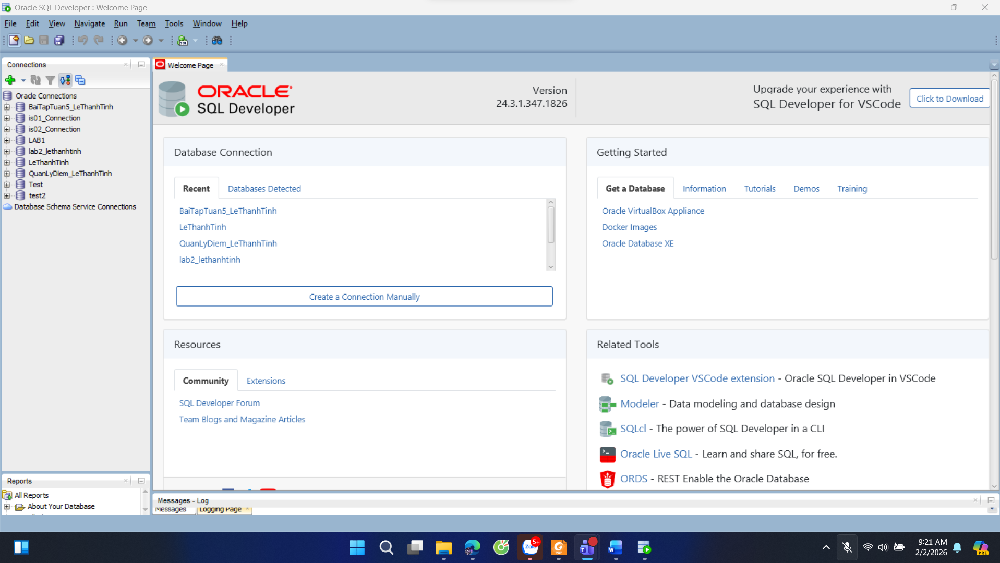 Oracle SQL Developer : Welcome Page
File Edit View Navigate Run Team Tools Window Help
Connections
Oracle Connections
BaiTapTuan5_LeThanhTinh
is01_Connection
is02_Connection
LAB1
lab2_lethanhtinh
LeThanhTinh
QuanLyDiem_LeThanhTinh
Test
test2
Database Schema Service Connections
Reports
All Reports
About Your Database
Welcome Page
ORACLE
SQL Developer
Version
24.3.1.347.1826
Upgrade your experience with
SQL Developer for VSCode
Click to Download
Database Connection
Recent Databases Detected
BaiTapTuan5_LeThanhTinh
LeThanhTinh
QuanLyDiem_LeThanhTinh
lab2_lethanhtinh
Create a Connection Manually
Getting Started
Get a Database Information Tutorials Demos Training
Oracle VirtualBox Appliance
Docker Images
Oracle Database XE
Resources
Community Extensions
SQL Developer Forum
Team Blogs and Magazine Articles
Related Tools
SQL Developer VSCode extension - Oracle SQL Developer in VSCode
Modeler - Data modeling and database design
SQLcl - The power of SQL Developer in a CLI
Oracle Live SQL - Learn and share SQL, for free.
ORDS - REST Enable the Oracle Database
Messages - Log
Messages Logging Page
Zalo 5+
PDF
T
W
9:21 AM
2/2/2026
PRE